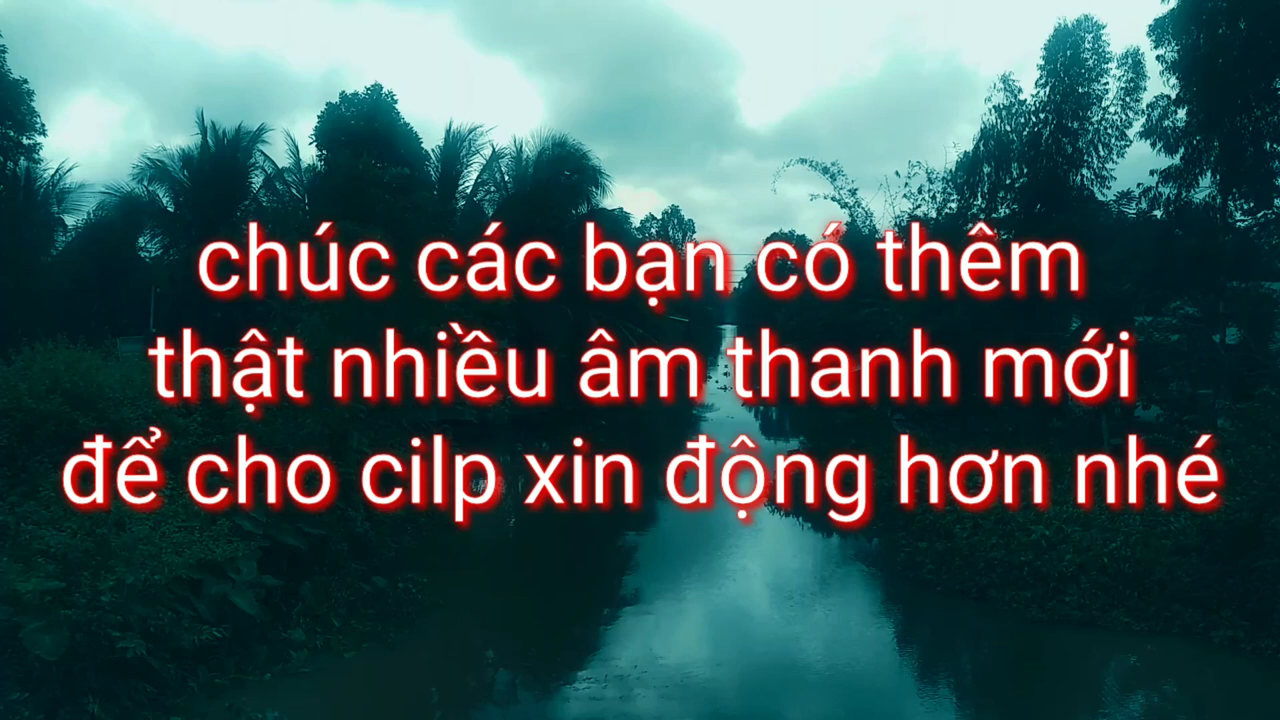 chúc các bạn có thêm
thật nhiều âm thanh mới
để cho cilp xin động hơn nhé